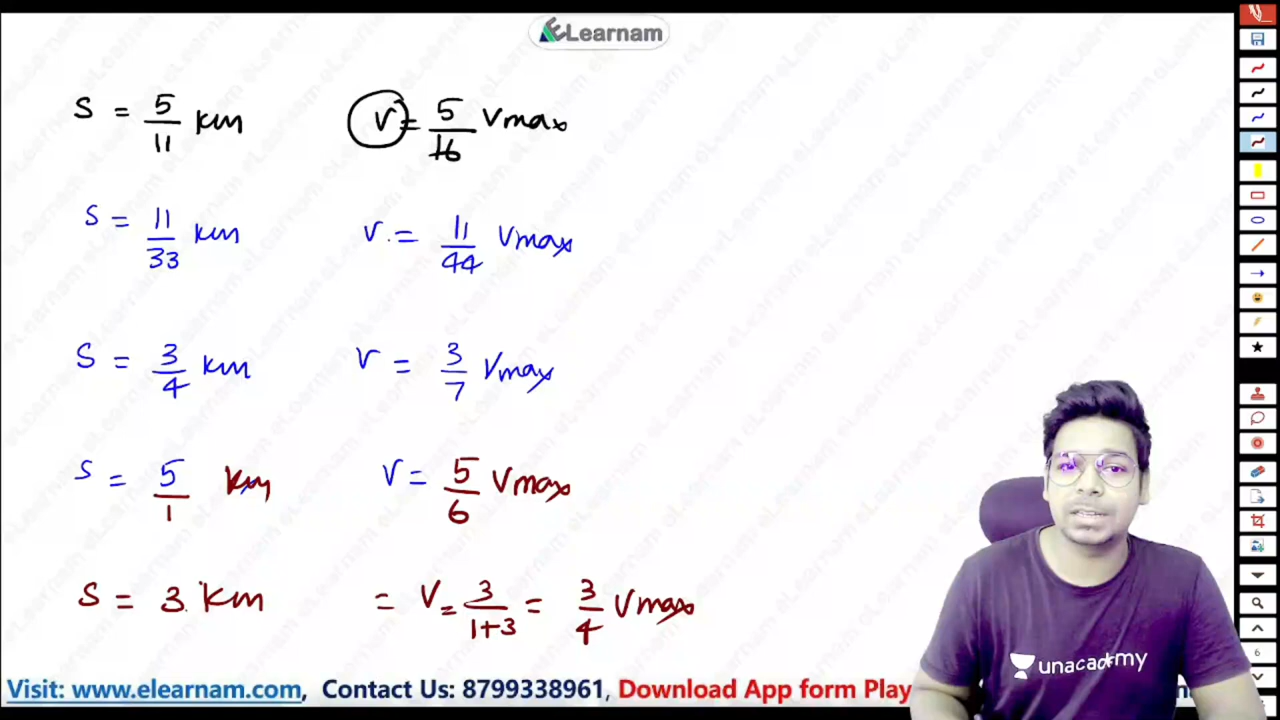 ELearnam
S = 5/11 km V = 5/16 Vmax
S = 11/33 km V = 11/44 Vmax
S = 3/4 km V = 3/7 Vmax
S = 5/1 km V = 5/6 Vmax
S = 3 km = V = 3/1+3 = 3/4 Vmax
unacademy
6
Visit: www.elearnam.com, Contact Us: 8799338961, Download App form Play